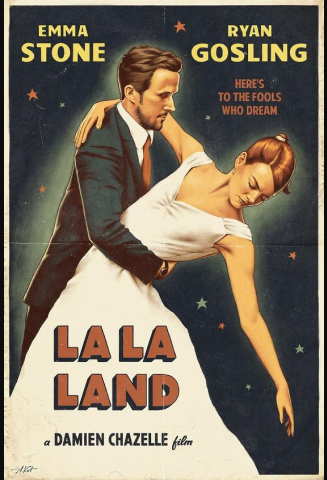 EMMA
STONE
RYAN
GOSLING
HERE'S
TO THE FOOLS
WHO DREAM
LA LA
LAND
a DAMIEN CHAZELLE film